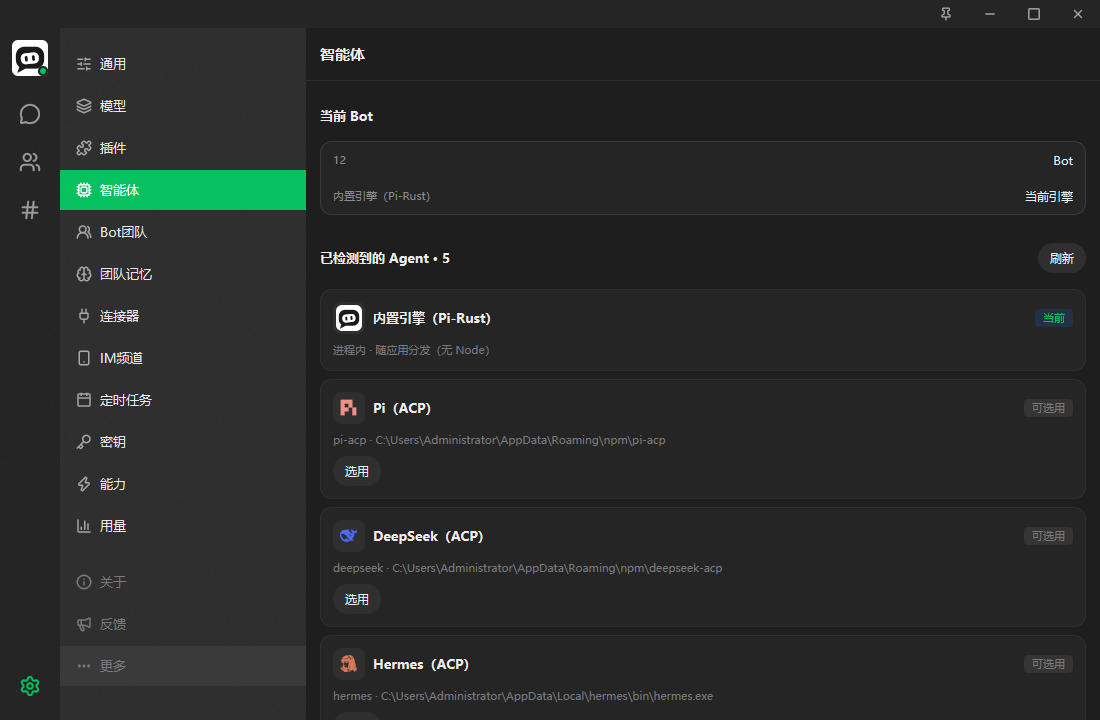 通用
模型
插件
智能体
Bot团队
团队记忆
连接器
IM频道
定时任务
密钥
能力
用量
关于
反馈
更多
智能体
当前 Bot
12 Bot
内置引擎（Pi-Rust） 当前引擎
已检测到的 Agent • 5 刷新
内置引擎（Pi-Rust） 当前
进程内 · 随应用分发（无 Node）
Pi（ACP） 可选用
pi-acp · C:\Users\Administrator\AppData\Roaming\npm\pi-acp
选用
DeepSeek（ACP） 可选用
deepseek · C:\Users\Administrator\AppData\Roaming\npm\deepseek-acp
选用
Hermes（ACP） 可选用
hermes · C:\Users\Administrator\AppData\Local\hermes\bin\hermes.exe